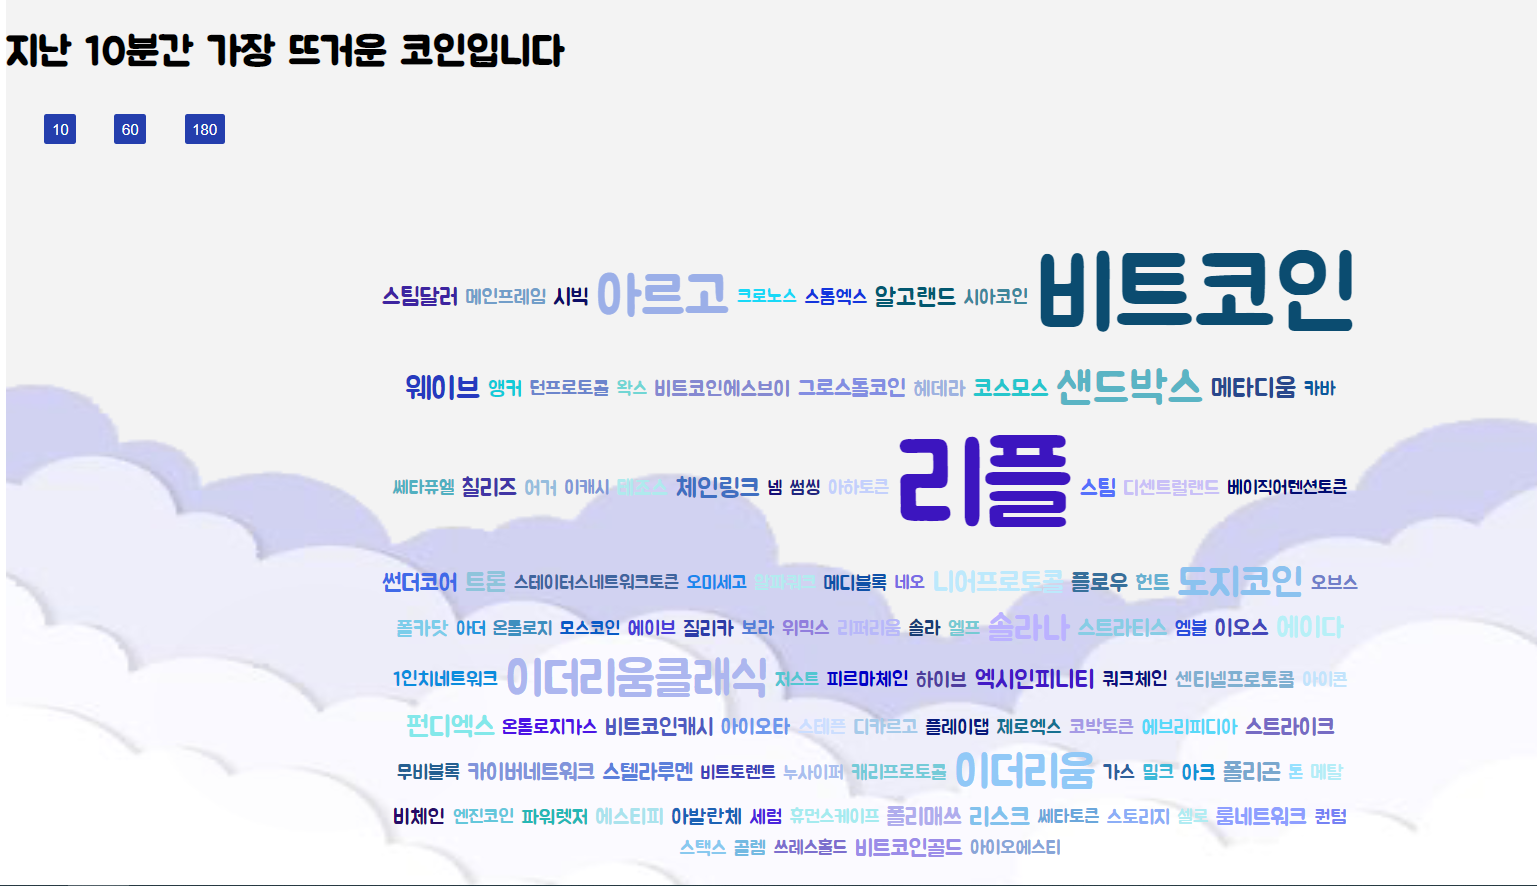 지난 10분간 가장 뜨거운 코인입니다
10 60 180
스팀달러 메인프레임 시빅 아르고 크로노스 스톰엑스 알고랜드 시아코인 비트코인
웨이브 앵커 던프로토콜 왁스 비트코인에스브이 그로스톨코인 헤데라 코스모스 샌드박스 메타디움 카바
쎄타퓨엘 칠리즈 어거 이캐시 테조스 체인링크 넴 썸씽 아하토큰 리플 스팀 디센트럴랜드 베이직어텐션토큰
썬더코어 트론 스테이터스네트워크토큰 오미세고 알파쿼크 메디블록 네오 니어프로토콜 플로우 헌트 도지코인 오브스
폴카닷 아더 온톨로지 모스코인 에이브 질리카 보라 위믹스 리퍼리움 솔라 엘프 솔라나 스트라티스 엠블 이오스 에이다
1인치네트워크 이더리움클래식 저스트 피르마체인 하이브 엑시인피니티 쿼크체인 센티넬프로토콜 아이콘
펀디엑스 온톨로지가스 비트코인캐시 아이오타 스테픈 디카르고 플레이댑 제로엑스 코박토큰 에브리피디아 스트라이크
무비블록 카이버네트워크 스텔라루멘 비트토렌트 누사이퍼 캐리프로토콜 이더리움 가스 밀크 아크 폴리곤 톤 메탈
비체인 엔진코인 파워렛저 에스티피 아발란체 세럼 휴먼스케이프 폴리매쓰 리스크 쎄타토큰 스토리지 셀로 룸네트워크 퀀텀
스택스 골렘 쓰레스홀드 비트코인골드 아이오에스티